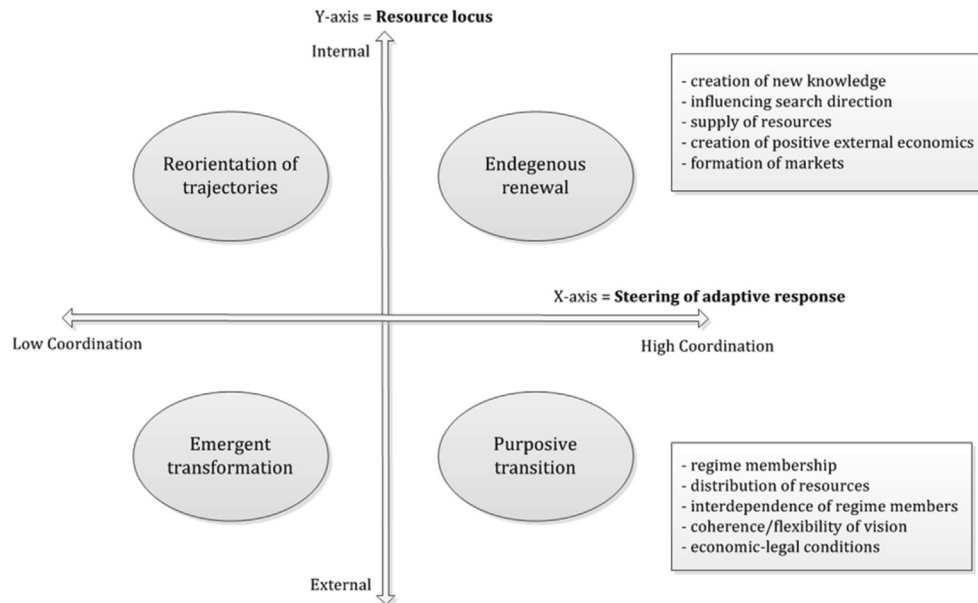 Y-axis = Resource locus
Internal
- creation of new knowledge
- influencing search direction
- supply of resources
- creation of positive external economics
- formation of markets
Reorientation of
trajectories
Endegenous
renewal
X-axis = Steering of adaptive response
Low Coordination
High Coordination
Emergent
transformation
Purposive
transition
- regime membership
- distribution of resources
- interdependence of regime members
- coherence/flexibility of vision
- economic-legal conditions
External